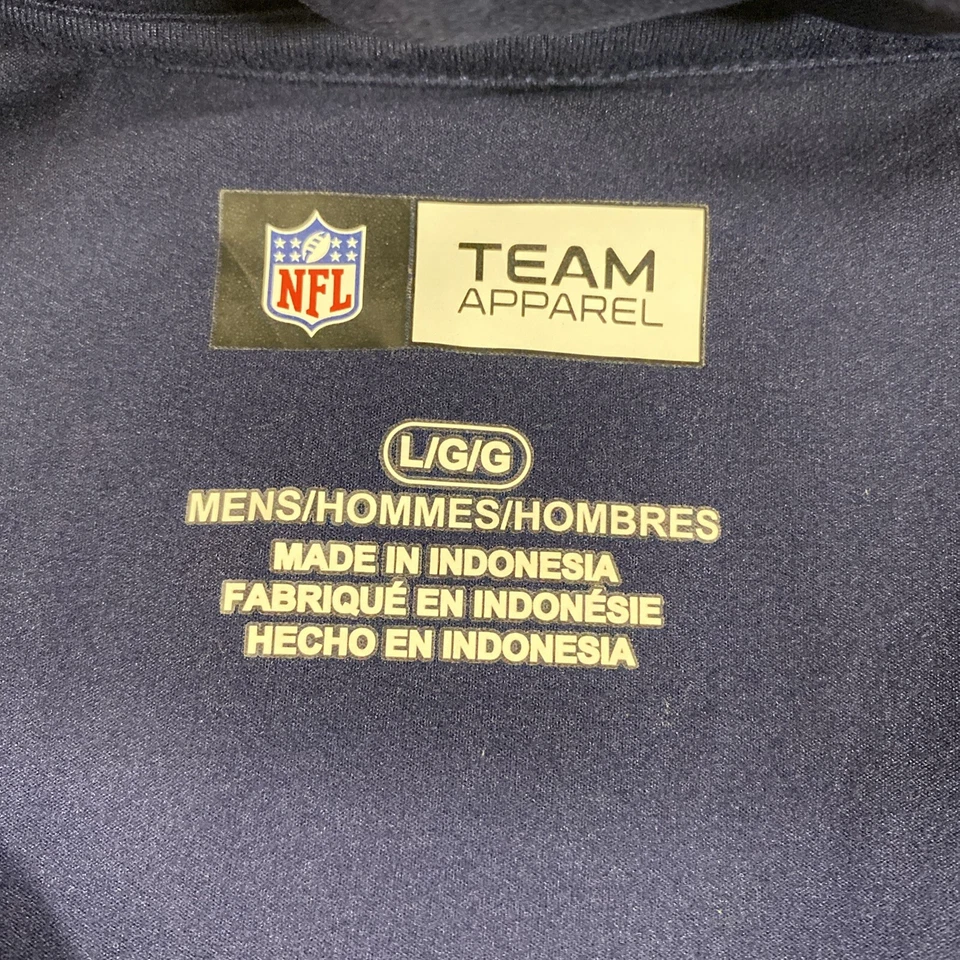 NFL
TEAM
APPAREL
L/G/G
MENS/HOMMES/HOMBRES
MADE IN INDONESIA
FABRIQUÉ EN INDONÉSIE
HECHO EN INDONESIA